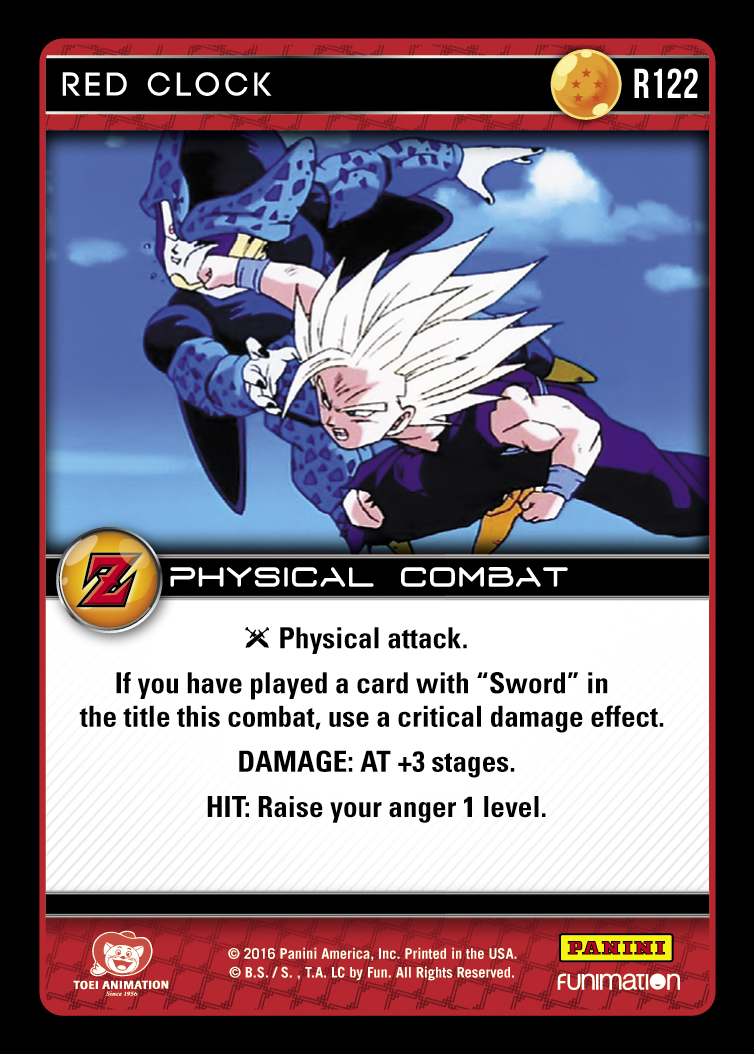 RED CLOCK
R122
Z
PHYSICAL COMBAT
Physical attack.
If you have played a card with “Sword” in
the title this combat, use a critical damage effect.
DAMAGE: AT +3 stages.
HIT: Raise your anger 1 level.
TOEI ANIMATION
Since 1956
© 2016 Panini America, Inc. Printed in the USA.
© B.S. / S. , T.A. LC by Fun. All Rights Reserved.
PANINI
FUNIMATION